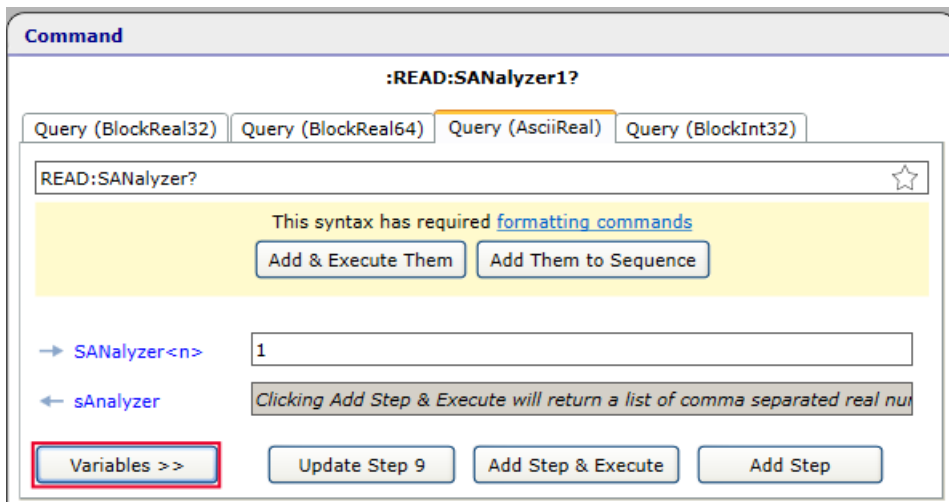 Command
:READ:SANalyzer1?
Query (BlockReal32) Query (BlockReal64) Query (AsciiReal) Query (BlockInt32)
READ:SANalyzer?
This syntax has required formatting commands
Add & Execute Them Add Them to Sequence
SANalyzer<n> 1
sAnalyzer Clicking Add Step & Execute will return a list of comma separated real
Variables >> Update Step 9 Add Step & Execute Add Step